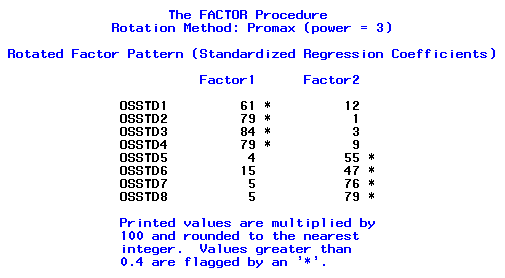 The FACTOR Procedure
Rotation Method: Promax (power = 3)
Rotated Factor Pattern (Standardized Regression Coefficients)
Factor1 Factor2
OSSTD1 61 * 12
OSSTD2 79 * 1
OSSTD3 84 * 3
OSSTD4 79 * 9
OSSTD5 4 55 *
OSSTD6 15 47 *
OSSTD7 5 76 *
OSSTD8 5 79 *
Printed values are multiplied by
100 and rounded to the nearest
integer. Values greater than
0.4 are flagged by an '*'.